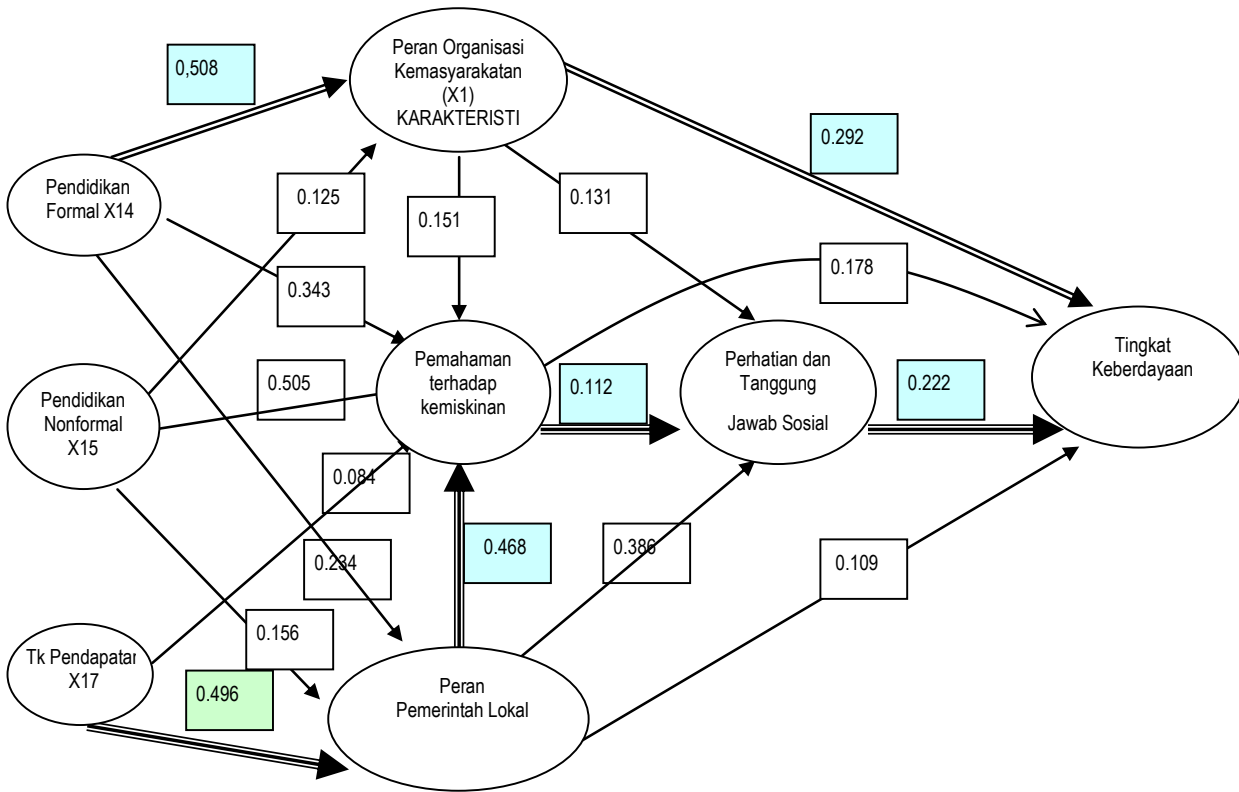 0,508
Peran Organisasi
Kemasyarakatan
(X1)
KARAKTERISTI
0.292
Pendidikan
Formal X14
0.125
0.151
0.131
0.343
0.178
Pendidikan
Nonformal
X15
0.505
Pemahaman
terhadap
kemiskinan
0.112
Perhatian dan
Tanggung
Jawab Sosial
0.222
Tingkat
Keberdayaan
0.084
0.234
0.468
0.386
0.109
0.156
Tk Pendapatan
X17
0.496
Peran
Pemerintah Lokal